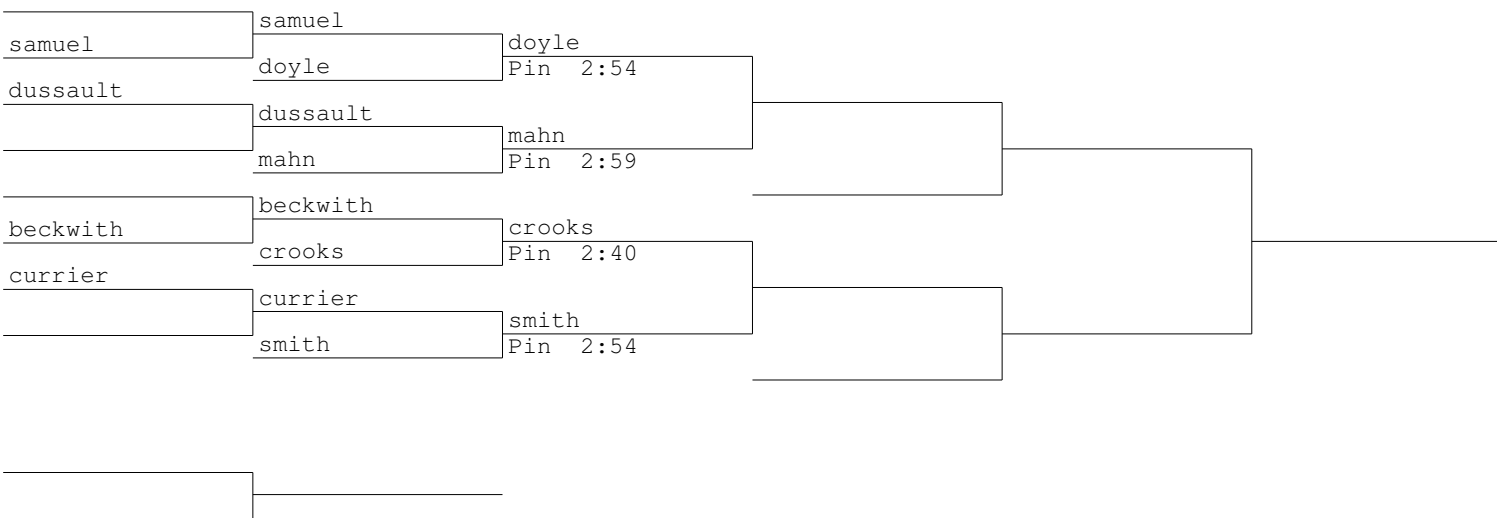 samuel
samuel
doyle
doyle
Pin 2:54
dussault
dussault
mahn
mahn
Pin 2:59
beckwith
beckwith
crooks
crooks
Pin 2:40
currier
currier
smith
smith
Pin 2:54